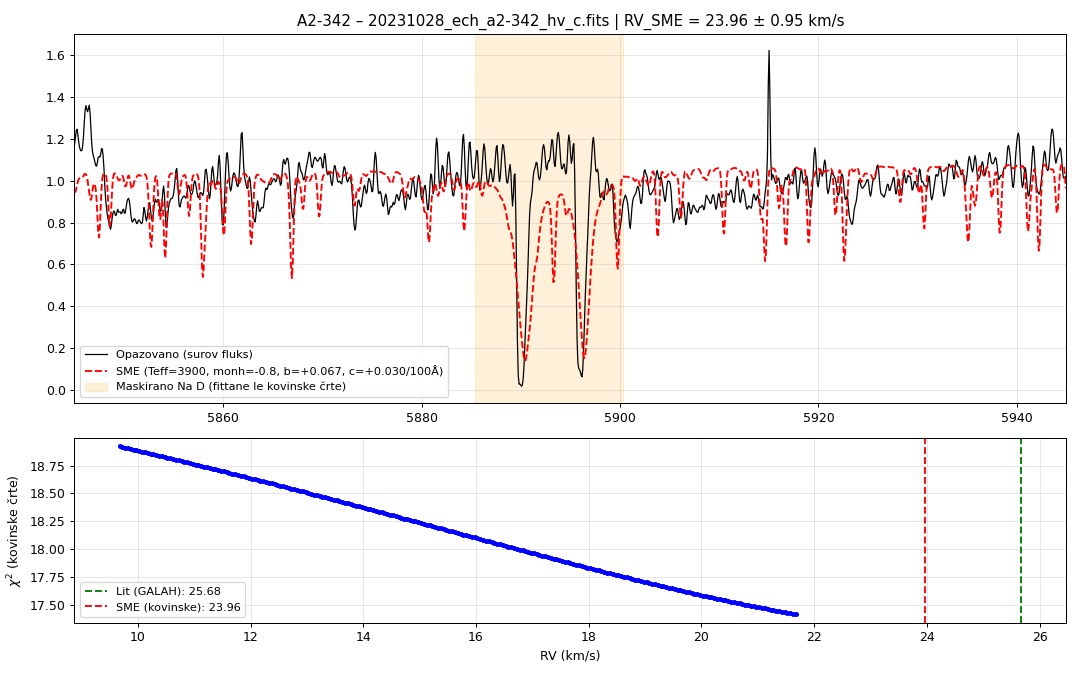 A2-342 – 20231028_ech_a2-342_hv_c.fits | RV_SME = 23.96 ± 0.95 km/s
1.6
1.4
1.2
1.0
0.8
0.6
0.4
0.2
0.0
Opazovano (surov fluks)
SME (Teff=3900, monh=-0.8, b=+0.067, c=+0.030/100Å)
Maskirano Na D (fittane le kovinske črte)
5860 5880 5900 5920 5940
χ² (kovinske črte)
18.75
18.50
18.25
18.00
17.75
17.50
Lit (GALAH): 25.68
SME (kovinske): 23.96
10 12 14 16 18 20 22 24 26
RV (km/s)